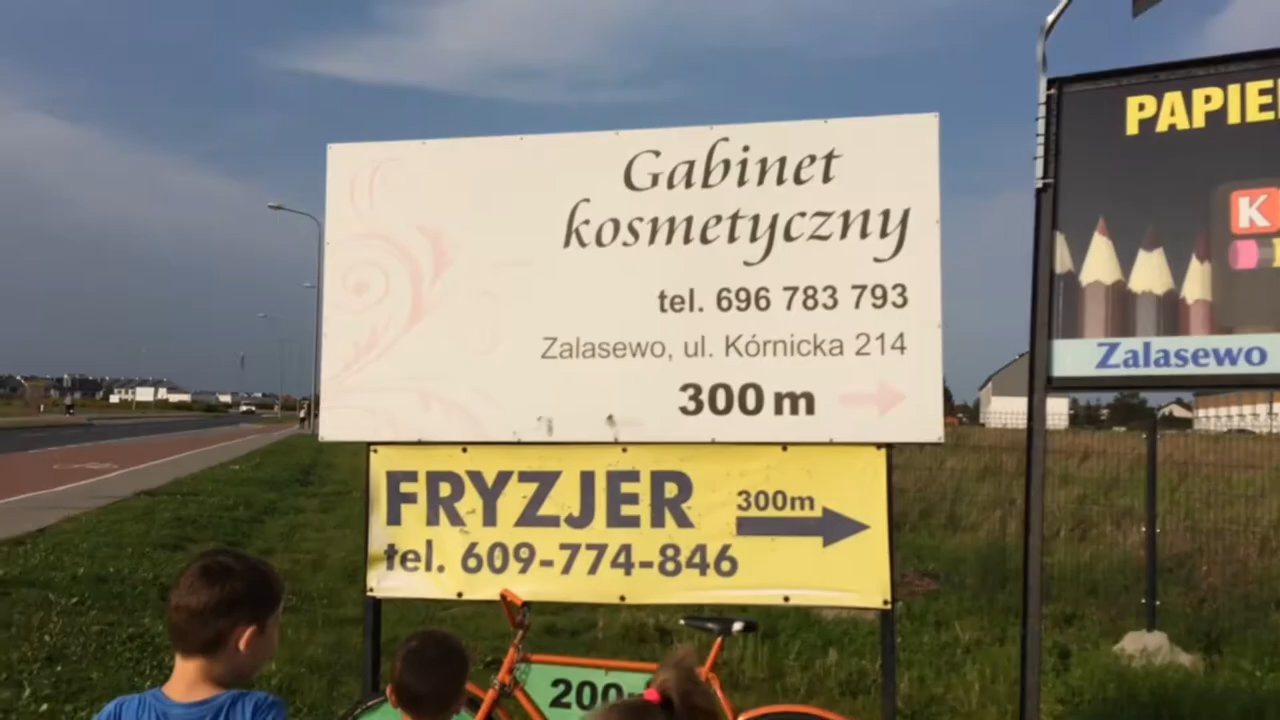 Gabinet
kosmetyczny
tel. 696 783 793
Zalasewo, ul. Kórnicka 214
300 m
FRYZJER
300m
tel. 609-774-846
200
K
Zalasewo